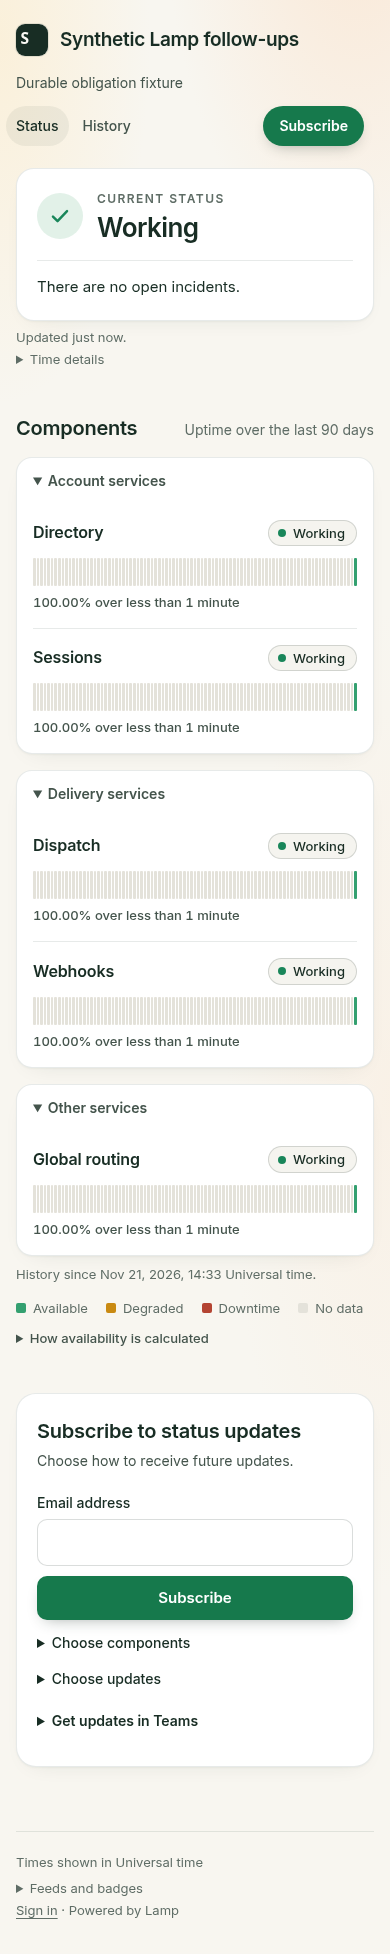 S
Synthetic Lamp follow-ups
Durable obligation fixture
Status
History
Subscribe
CURRENT STATUS
Working
There are no open incidents.
Updated just now.
Time details
Components
Uptime over the last 90 days
Account services
Directory
Working
100.00% over less than 1 minute
Sessions
Working
100.00% over less than 1 minute
Delivery services
Dispatch
Working
100.00% over less than 1 minute
Webhooks
Working
100.00% over less than 1 minute
Other services
Global routing
Working
100.00% over less than 1 minute
History since Nov 21, 2026, 14:33 Universal time.
Available
Degraded
Downtime
No data
How availability is calculated
Subscribe to status updates
Choose how to receive future updates.
Email address
Subscribe
Choose components
Choose updates
Get updates in Teams
Times shown in Universal time
Feeds and badges
Sign in · Powered by Lamp